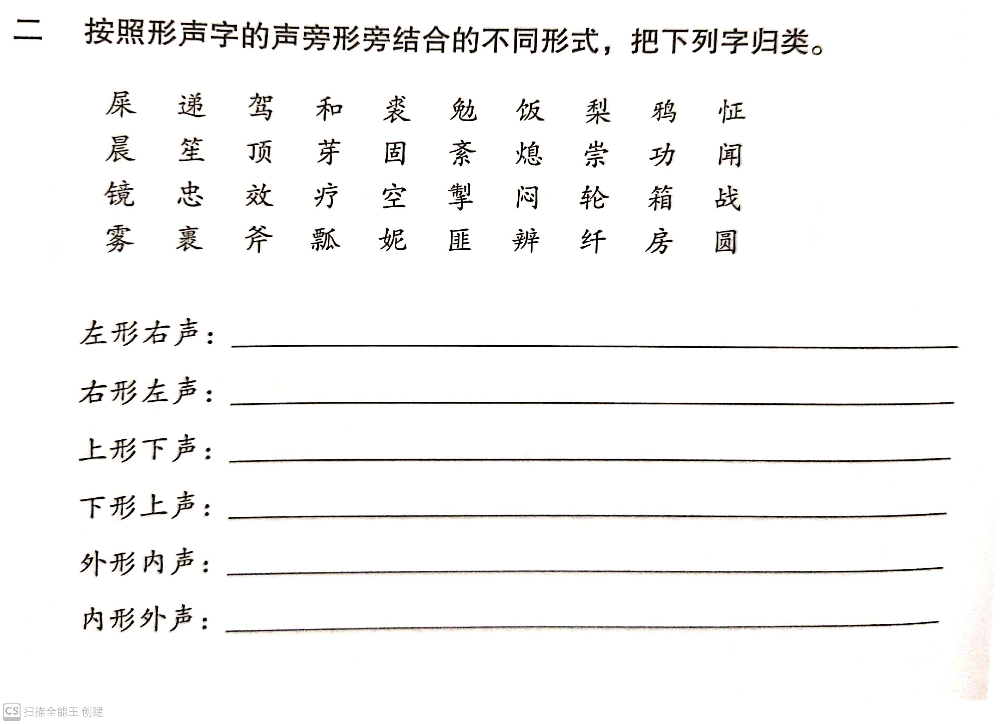 二 按照形声字的声旁形旁结合的不同形式，把下列字归类。
屎 递 驾 和 裘 勉 饭 梨 鸦 怔
晨 笙 顶 芽 固 紊 熄 崇 功 闻
镜 忠 效 疗 空 掣 闷 轮 箱 战
雾 裹 斧 瓢 妮 匪 辨 纤 房 圆
左形右声：
右形左声：
上形下声：
下形上声：
外形内声：
内形外声：
CS 扫描全能王 创建